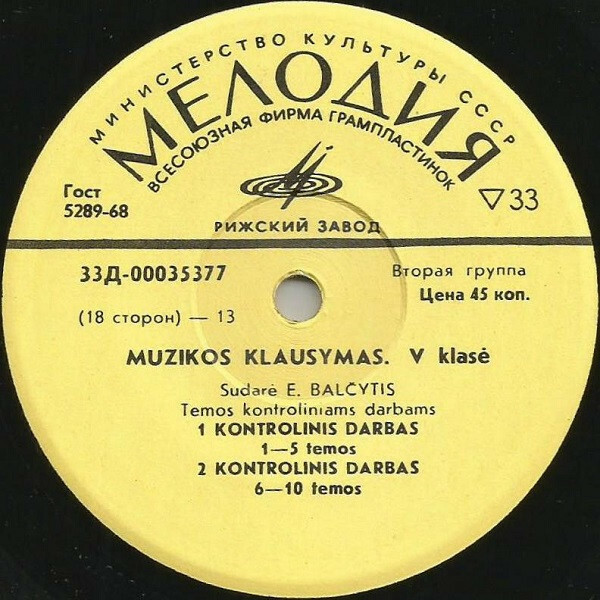 МИНИСТЕРСТВО КУЛЬТУРЫ СССР
МЕЛОДИЯ
ВСЕСОЮЗНАЯ ФИРМА ГРАМПЛАСТИНОК
Гост
5289-68
▽33
РИЖСКИЙ ЗАВОД
33Д-00035377
Вторая группа
Цена 45 коп.
(18 сторон) — 13
MUZIKOS KLAUSYMAS. V klasė
Sudarė E. BALČYTIS
Temos kontroliniams darbams
1 KONTROLINIS DARBAS
1—5 temos
2 KONTROLINIS DARBAS
6—10 temos